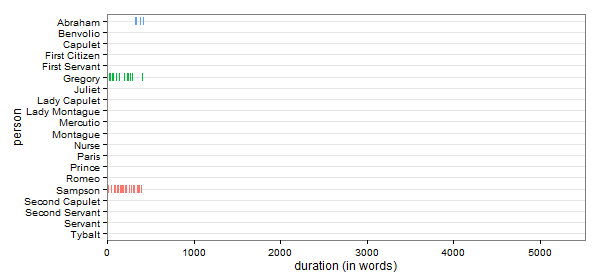 Abraham
Benvolio
Capulet
First Citizen
First Servant
Gregory
Juliet
Lady Capulet
Lady Montague
Mercutio
Montague
Nurse
Paris
Prince
Romeo
Sampson
Second Capulet
Second Servant
Servant
Tybalt
person
0 1000 2000 3000 4000 5000
duration (in words)